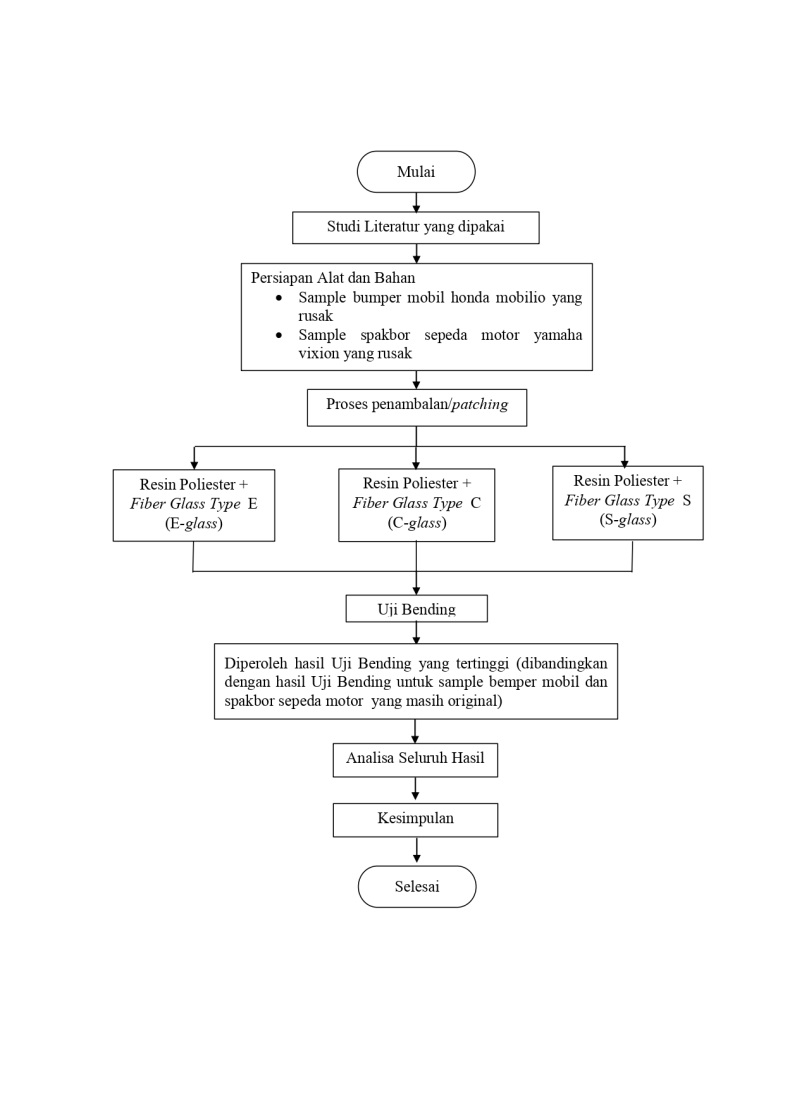 Mulai
Studi Literatur yang dipakai
Persiapan Alat dan Bahan
• Sample bumper mobil honda mobilio yang
rusak
• Sample spakbor sepeda motor yamaha
vixion yang rusak
Proses penambalan/patching
Resin Poliester +
Fiber Glass Type E
(E-glass)
Resin Poliester +
Fiber Glass Type C
(C-glass)
Resin Poliester +
Fiber Glass Type S
(S-glass)
Uji Bending
Diperoleh hasil Uji Bending yang tertinggi (dibandingkan
dengan hasil Uji Bending untuk sample bemper mobil dan
spakbor sepeda motor yang masih original)
Analisa Seluruh Hasil
Kesimpulan
Selesai